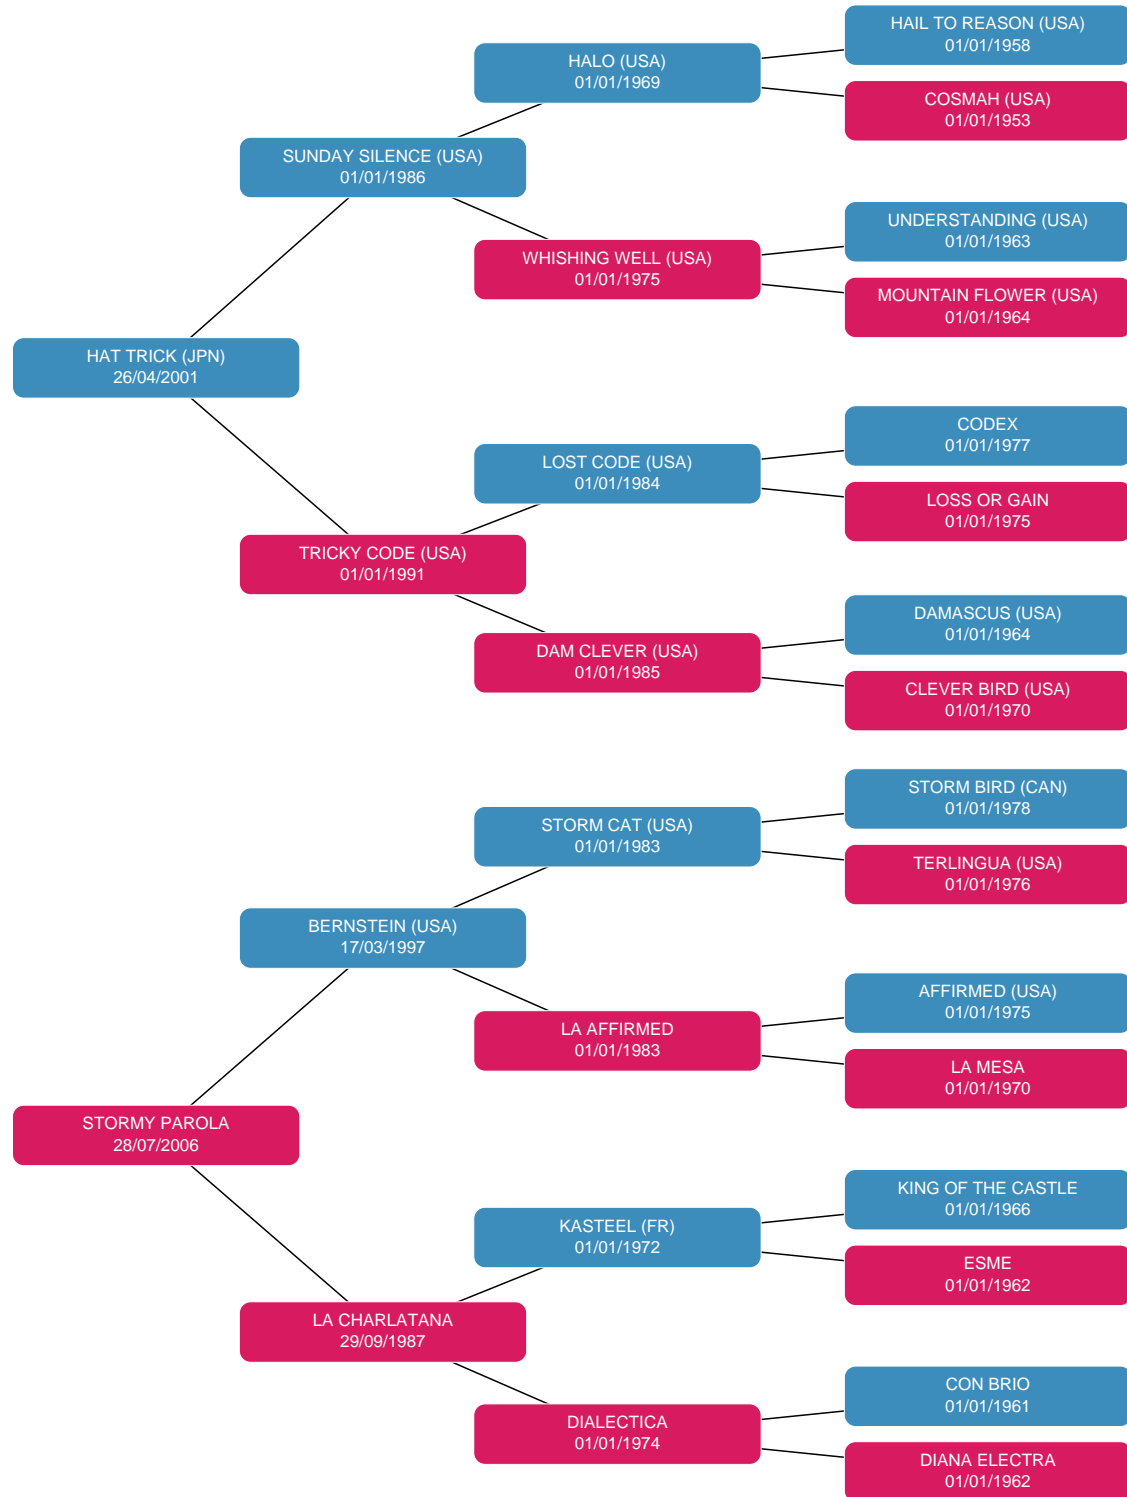 HAIL TO REASON (USA)
01/01/1958
HALO (USA)
01/01/1969
COSMAH (USA)
01/01/1953
SUNDAY SILENCE (USA)
01/01/1986
UNDERSTANDING (USA)
01/01/1963
WHISHING WELL (USA)
01/01/1975
MOUNTAIN FLOWER (USA)
01/01/1964
HAT TRICK (JPN)
26/04/2001
CODEX
01/01/1977
LOST CODE (USA)
01/01/1984
LOSS OR GAIN
01/01/1975
TRICKY CODE (USA)
01/01/1991
DAMASCUS (USA)
01/01/1964
DAM CLEVER (USA)
01/01/1985
CLEVER BIRD (USA)
01/01/1970
STORM BIRD (CAN)
01/01/1978
STORM CAT (USA)
01/01/1983
TERLINGUA (USA)
01/01/1976
BERNSTEIN (USA)
17/03/1997
AFFIRMED (USA)
01/01/1975
LA AFFIRMED
01/01/1983
LA MESA
01/01/1970
STORMY PAROLA
28/07/2006
KING OF THE CASTLE
01/01/1966
KASTEEL (FR)
01/01/1972
ESME
01/01/1962
LA CHARLATANA
29/09/1987
CON BRIO
01/01/1961
DIALECTICA
01/01/1974
DIANA ELECTRA
01/01/1962